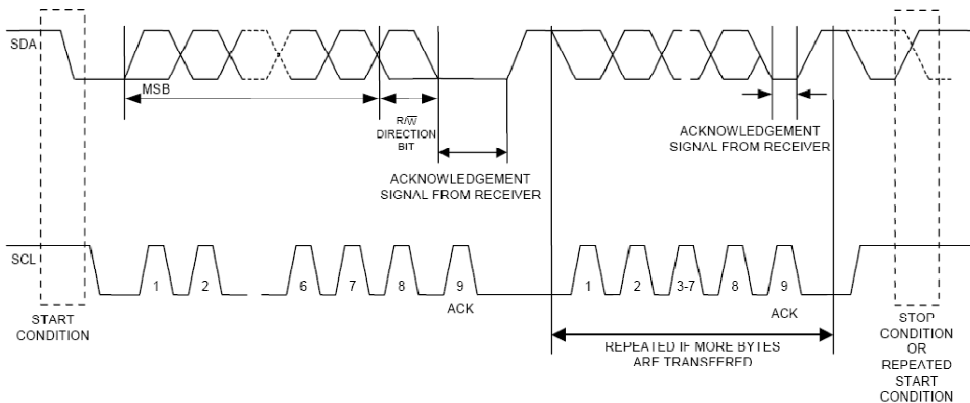 SDA
MSB
R/W̅
DIRECTION
BIT
ACKNOWLEDGEMENT
SIGNAL FROM RECEIVER
ACKNOWLEDGEMENT
SIGNAL FROM RECEIVER
SCL
1 2 6 7 8 9 1 2 3-7 8 9
ACK
ACK
START
CONDITION
REPEATED IF MORE BYTES
ARE TRANSFERED
STOP
CONDITION
OR
REPEATED
START
CONDITION